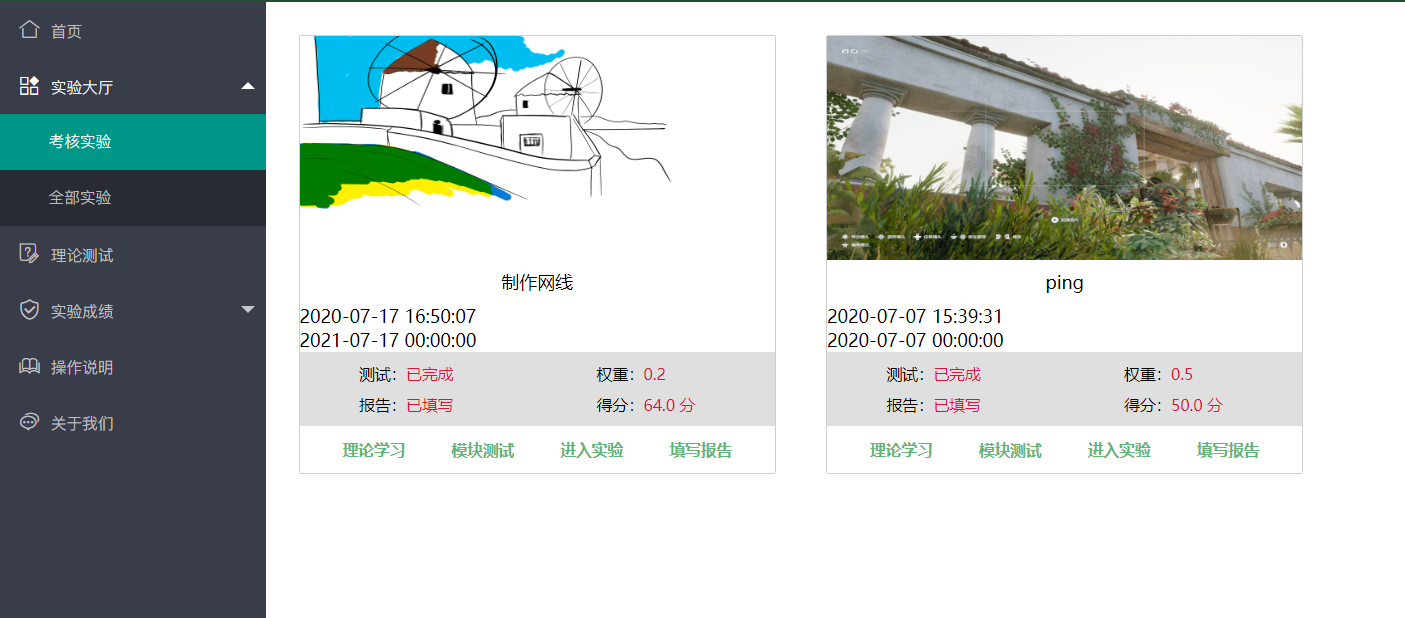 首页
实验大厅
考核实验
全部实验
理论测试
实验成绩
操作说明
关于我们
制作网线
2020-07-17 16:50:07
2021-07-17 00:00:00
测试：已完成 权重：0.2
报告：已填写 得分：64.0 分
理论学习 模块测试 进入实验 填写报告
ping
2020-07-07 15:39:31
2020-07-07 00:00:00
测试：已完成 权重：0.5
报告：已填写 得分：50.0 分
理论学习 模块测试 进入实验 填写报告